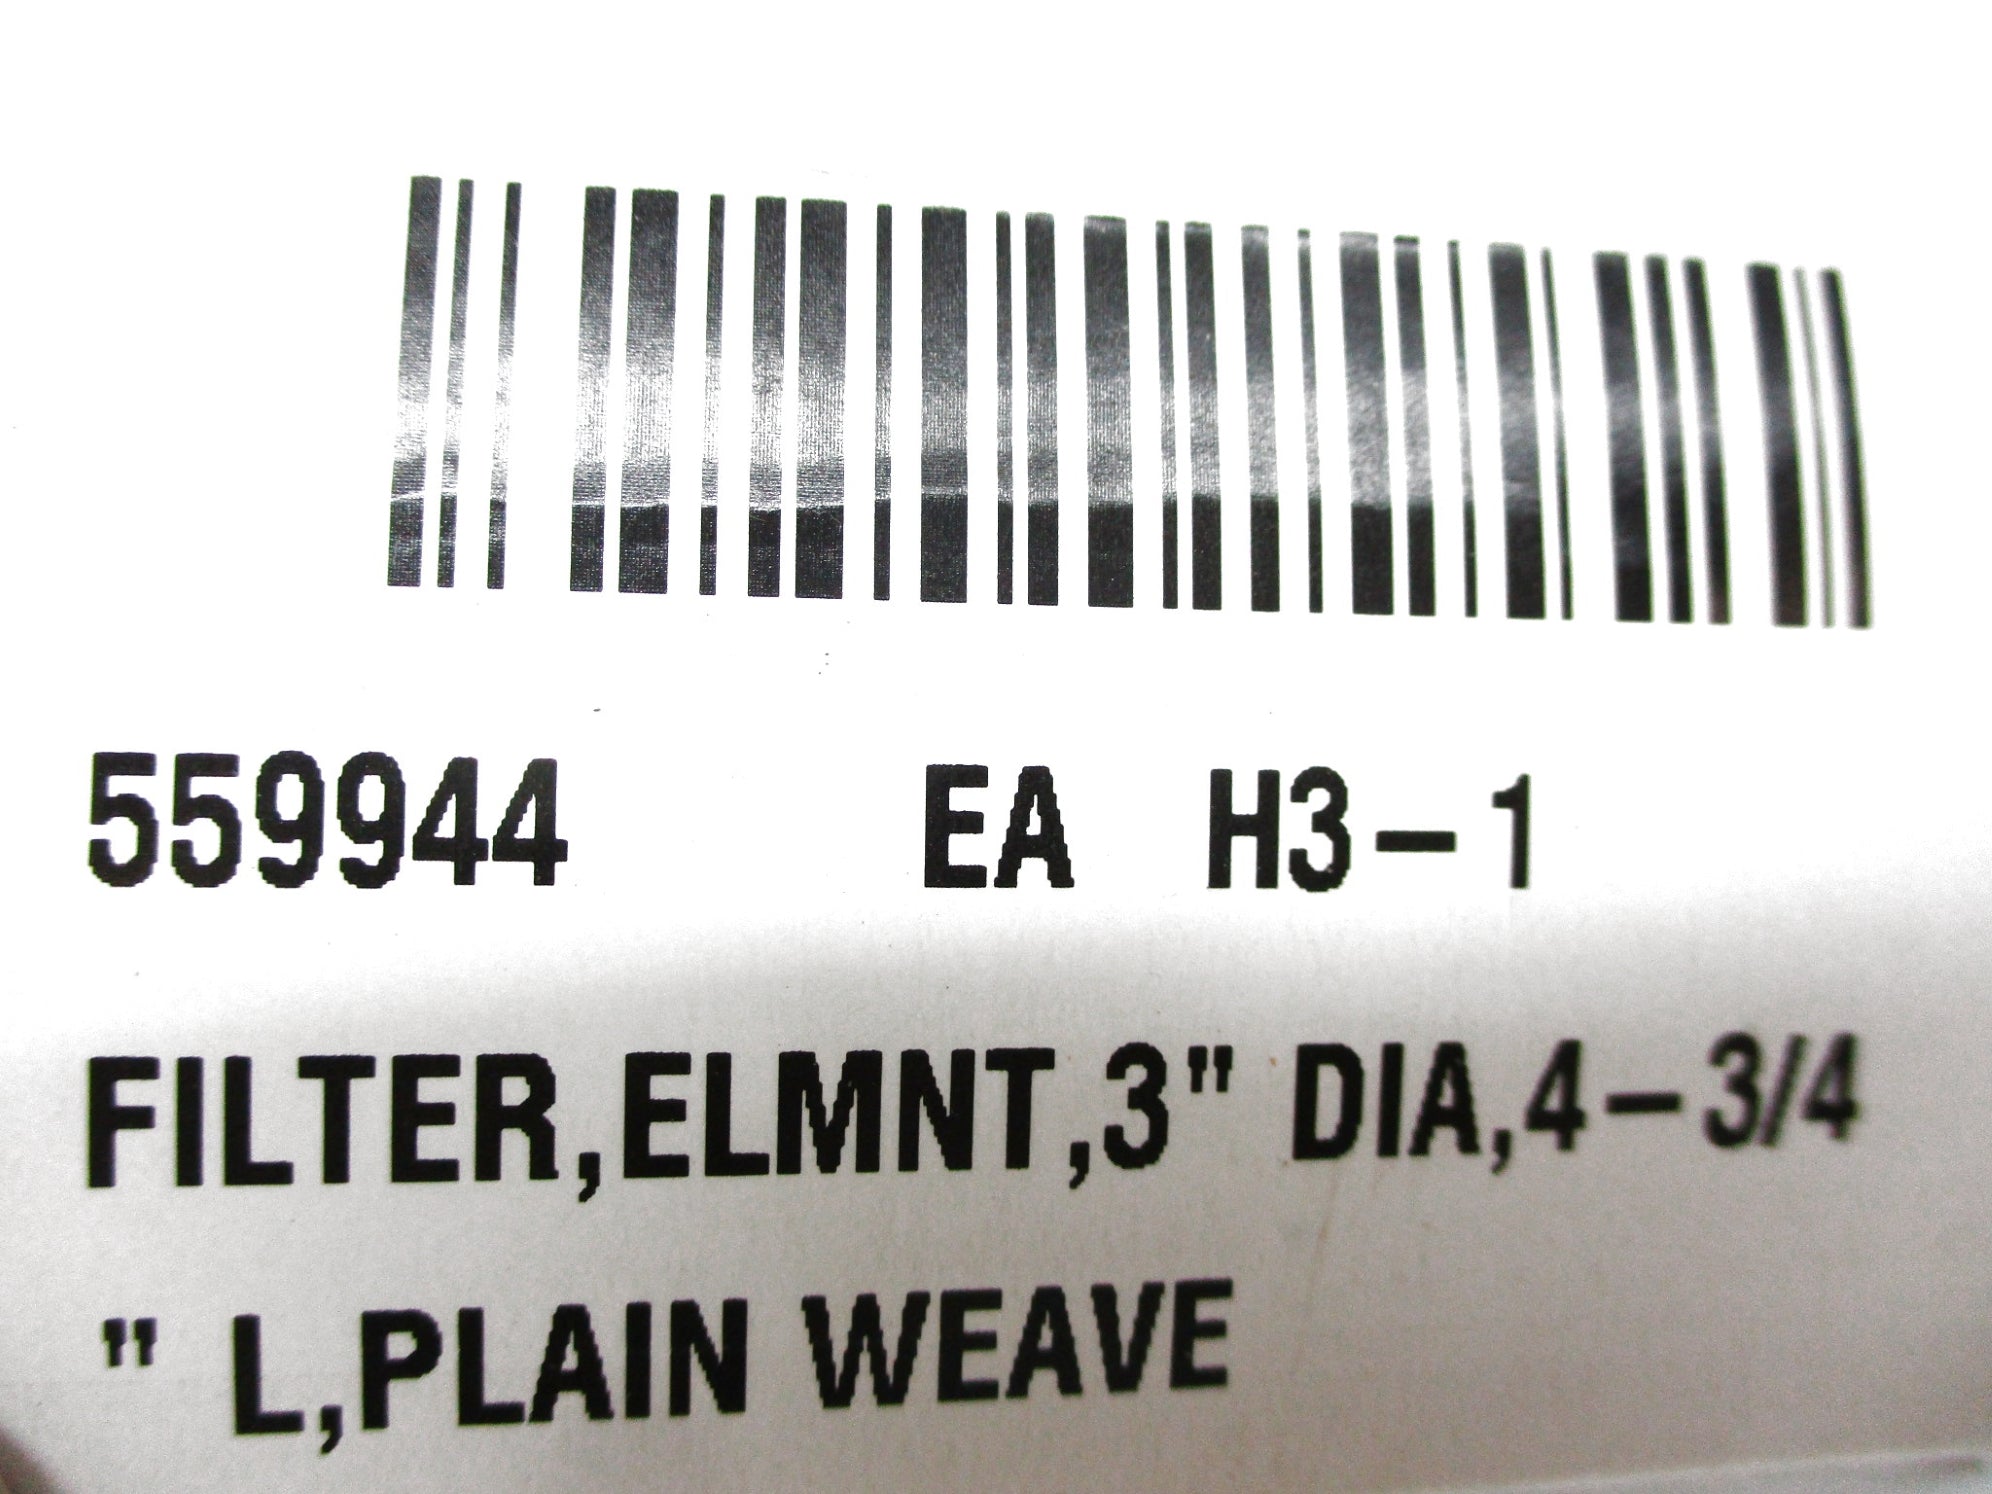 559944 EA H3-1
FILTER,ELMNT,3" DIA,4-3/4
" L,PLAIN WEAVE